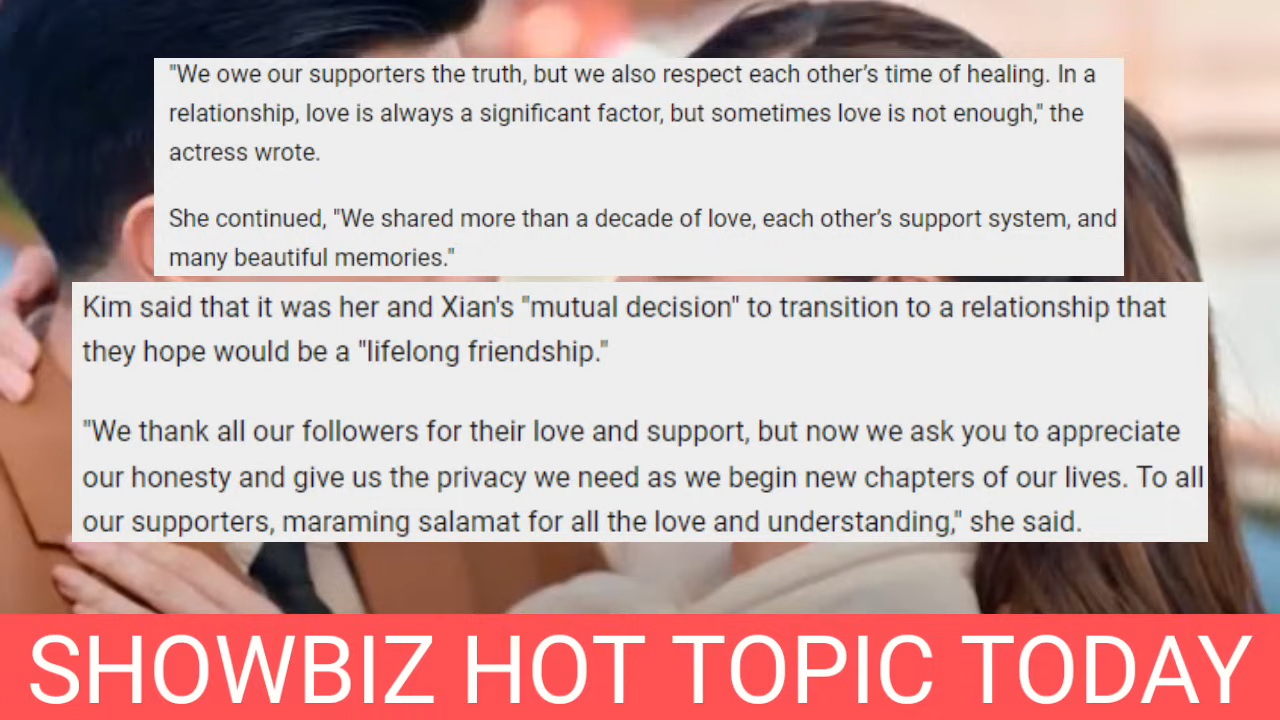 "We owe our supporters the truth, but we also respect each other’s time of healing. In a
relationship, love is always a significant factor, but sometimes love is not enough," the
actress wrote.
She continued, "We shared more than a decade of love, each other’s support system, and
many beautiful memories."
Kim said that it was her and Xian's "mutual decision" to transition to a relationship that
they hope would be a "lifelong friendship."
"We thank all our followers for their love and support, but now we ask you to appreciate
our honesty and give us the privacy we need as we begin new chapters of our lives. To all
our supporters, maraming salamat for all the love and understanding," she said.
SHOWBIZ HOT TOPIC TODAY